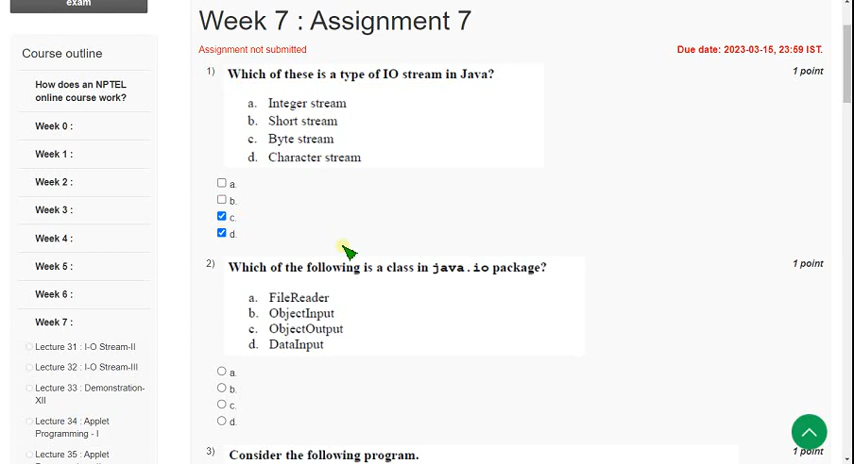 exam
Course outline
How does an NPTEL
online course work?
Week 0 :
Week 1 :
Week 2 :
Week 3 :
Week 4 :
Week 5 :
Week 6 :
Week 7 :
Lecture 31 : I-O Stream-II
Lecture 32 : I-O Stream-III
Lecture 33 : Demonstration-
XII
Lecture 34 : Applet
Programming - I
Lecture 35 : Applet
Week 7 : Assignment 7
Assignment not submitted
Due date: 2023-03-15, 23:59 IST.
1) Which of these is a type of IO stream in Java?
1 point
a. Integer stream
b. Short stream
c. Byte stream
d. Character stream
a.
b.
c.
d.
2) Which of the following is a class in java.io package?
1 point
a. FileReader
b. ObjectInput
c. ObjectOutput
d. DataInput
a.
b.
c.
d.
3) Consider the following program.
1 point